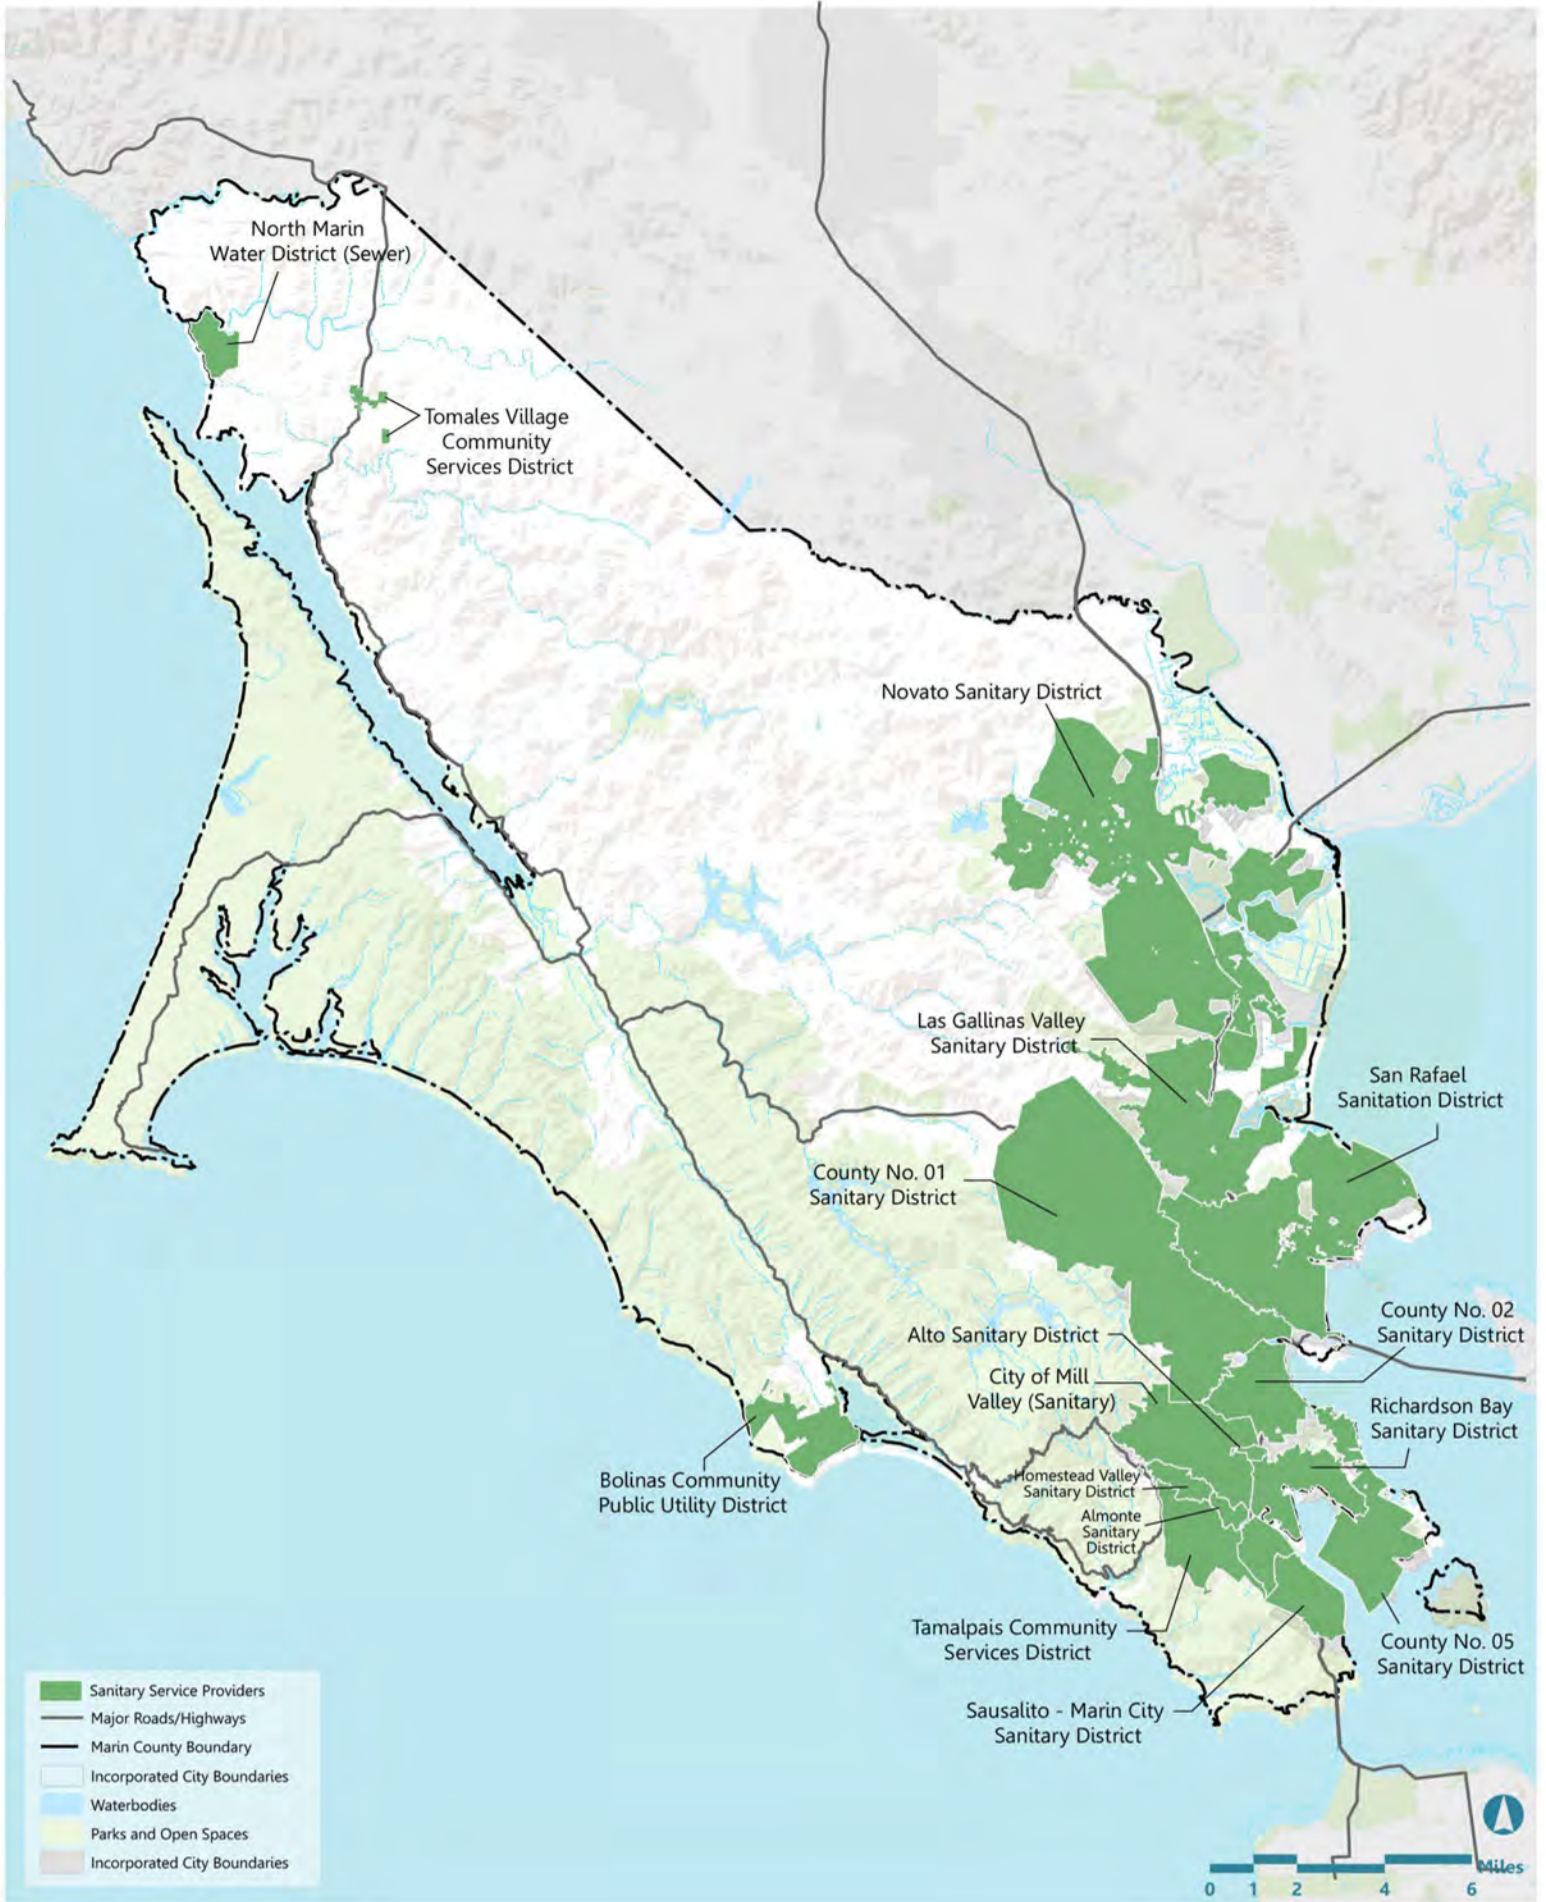 North Marin
Water District (Sewer)
Tomales Village
Community
Services District
Novato Sanitary District
Las Gallinas Valley
Sanitary District
San Rafael
Sanitation District
County No. 01
Sanitary District
County No. 02
Sanitary District
Alto Sanitary District
City of Mill
Valley (Sanitary)
Richardson Bay
Sanitary District
Bolinas Community
Public Utility District
Homestead Valley
Sanitary District
Almonte
Sanitary
District
Tamalpais Community
Services District
County No. 05
Sanitary District
Sausalito - Marin City
Sanitary District
Sanitary Service Providers
Major Roads/Highways
Marin County Boundary
Incorporated City Boundaries
Waterbodies
Parks and Open Spaces
Incorporated City Boundaries
Miles
0 1 2 4 6